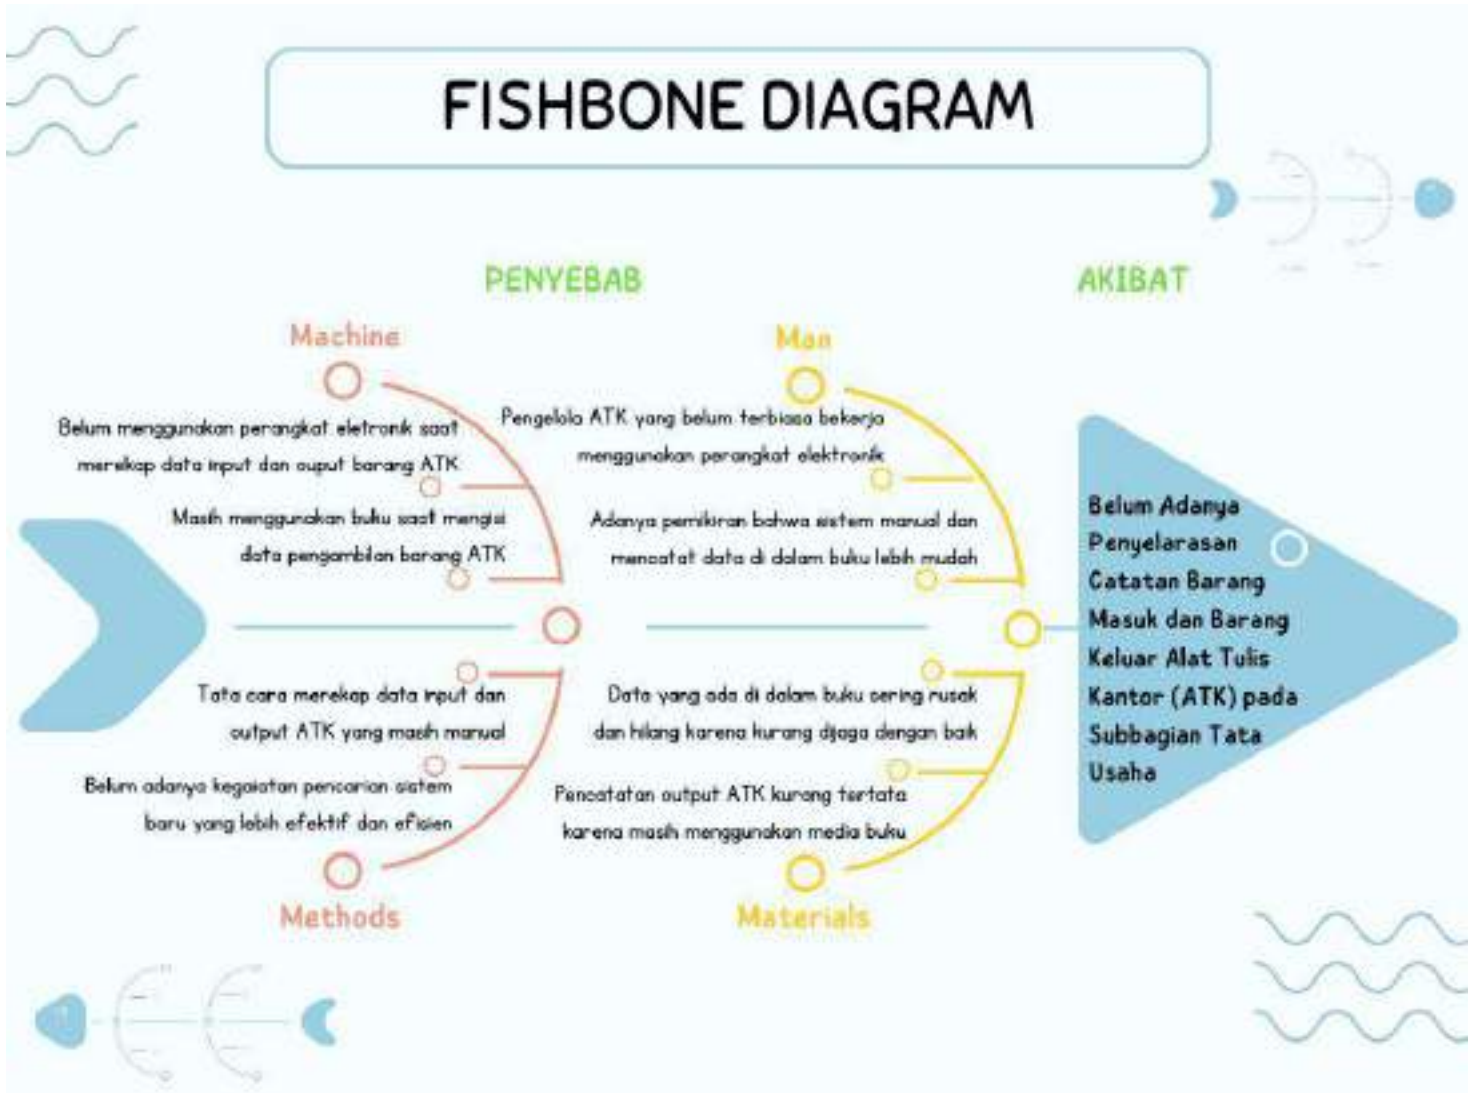 FISHBONE DIAGRAM
PENYEBAB
AKIBAT
Machine
Belum menggunakan perangkat eletronik saat
merekap data input dan ouput barang ATK
Masih menggunakan buku saat mengisi
data pengambilan barang ATK
Man
Pengelola ATK yang belum terbiasa bekerja
menggunakan perangkat elektronik
Adanya pemikiran bahwa sistem manual dan
mencatat data di dalam buku lebih mudah
Tata cara merekap data input dan
output ATK yang masih manual
Belum adanya kegaiatan pencarian sistem
baru yang lebih efektif dan efisien
Methods
Data yang ada di dalam buku sering rusak
dan hilang karena kurang dijaga dengan baik
Pencatatan output ATK kurang tertata
karena masih menggunakan media buku
Materials
Belum Adanya
Penyelarasan
Catatan Barang
Masuk dan Barang
Keluar Alat Tulis
Kantor (ATK) pada
Subbagian Tata
Usaha